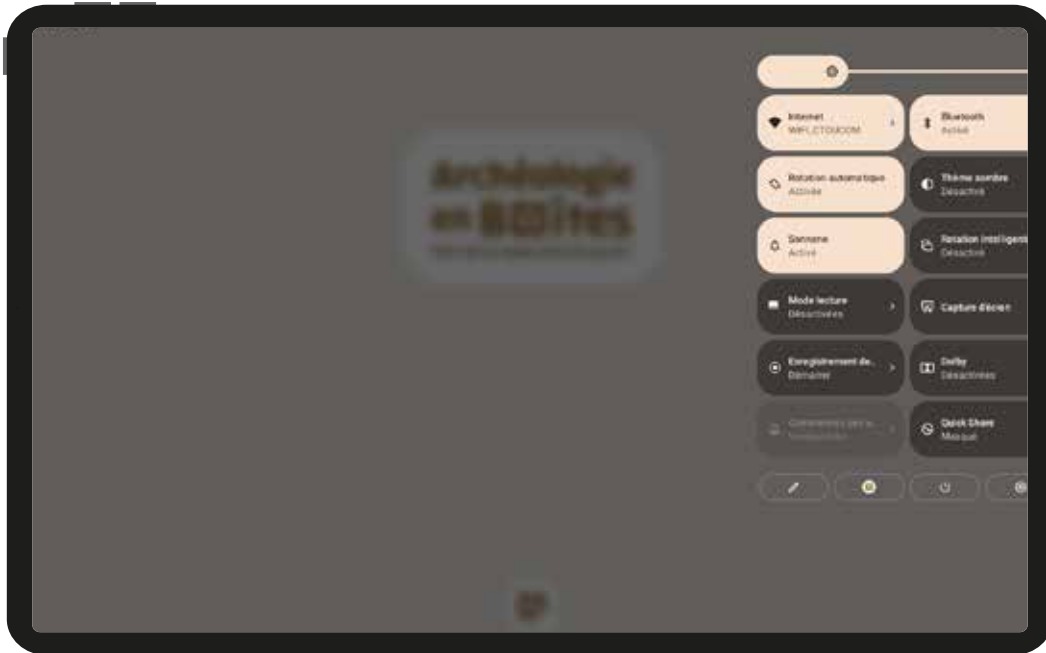 Archéologie
en Boîtes
Internet
WIFI_CTOUCOM
Bluetooth
Activé
Rotation automatique
Activée
Thème sombre
Désactivé
Sonnerie
Activé
Rotation intelligent
Désactivé
Mode lecture
Désactivées
Capture d'écran
Enregistrement de...
Démarrer
Dolby
Désactivées
Quick Share
Masqué